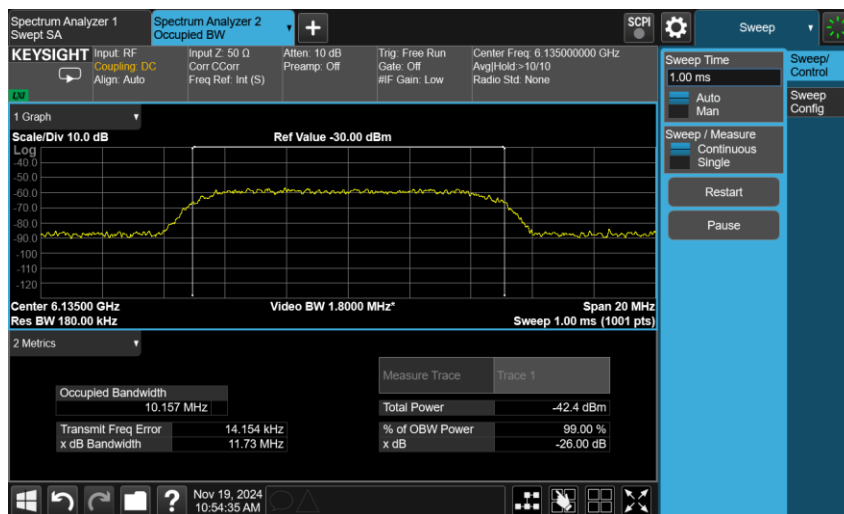 Spectrum Analyzer 1
Swept SA
Spectrum Analyzer 2
Occupied BW
+
SCPI
Sweep
KEYSIGHT
LXI
Input: RF
Coupling: DC
Align: Auto
Input Z: 50 Ω
Corr CCorr
Freq Ref: Int (S)
Atten: 10 dB
Preamp: Off
Trig: Free Run
Gate: Off
#IF Gain: Low
Center Freq: 6.135000000 GHz
Avg|Hold:>10/10
Radio Std: None
Sweep Time
1.00 ms
Auto
Man
Sweep / Measure
Continuous
Single
Restart
Pause
Sweep/
Control
Sweep
Config
1 Graph
Scale/Div 10.0 dB
Ref Value -30.00 dBm
Log
-40.0
-50.0
-60.0
-70.0
-80.0
-90.0
-100
-110
-120
Center 6.13500 GHz
Video BW 1.8000 MHz*
Span 20 MHz
Res BW 180.00 kHz
Sweep 1.00 ms (1001 pts)
2 Metrics
Measure Trace Trace 1
Occupied Bandwidth
10.157 MHz
Total Power -42.4 dBm
Transmit Freq Error 14.154 kHz
% of OBW Power 99.00 %
x dB Bandwidth 11.73 MHz
x dB -26.00 dB
?
Nov 19, 2024
10:54:35 AM